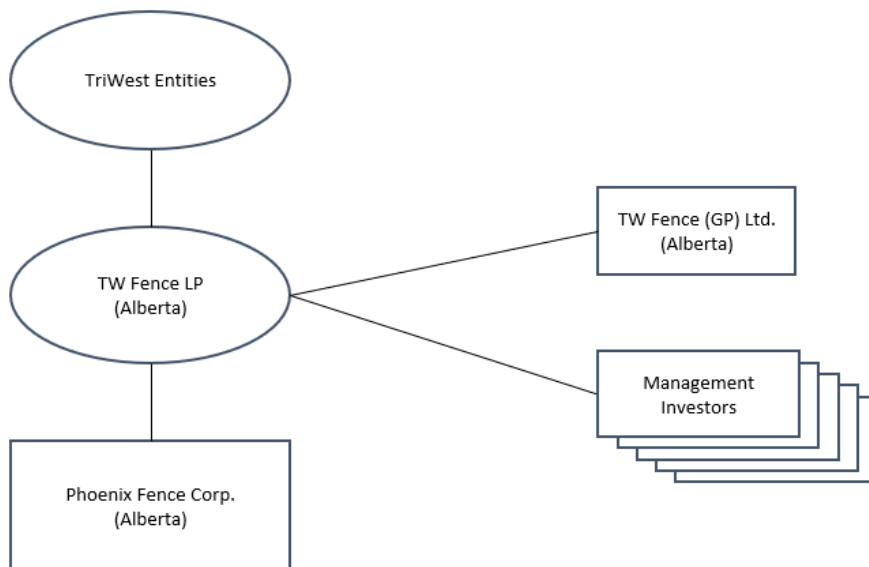 TriWest Entities
TW Fence LP
(Alberta)
TW Fence (GP) Ltd.
(Alberta)
Management
Investors
Phoenix Fence Corp.
(Alberta)